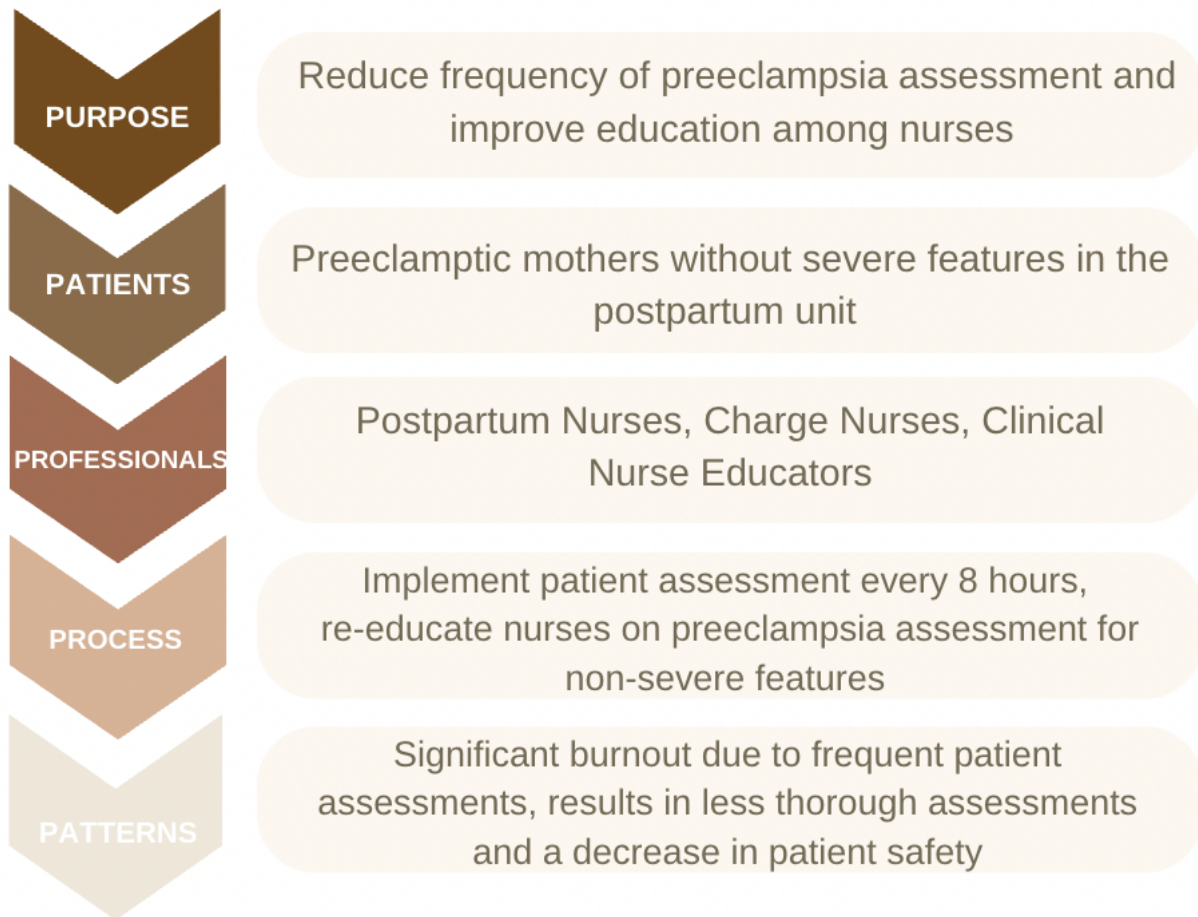 PURPOSE
Reduce frequency of preeclampsia assessment and
improve education among nurses
PATIENTS
Preeclamptic mothers without severe features in the
postpartum unit
PROFESSIONALS
Postpartum Nurses, Charge Nurses, Clinical
Nurse Educators
PROCESS
Implement patient assessment every 8 hours,
re-educate nurses on preeclampsia assessment for
non-severe features
PATTERNS
Significant burnout due to frequent patient
assessments, results in less thorough assessments
and a decrease in patient safety